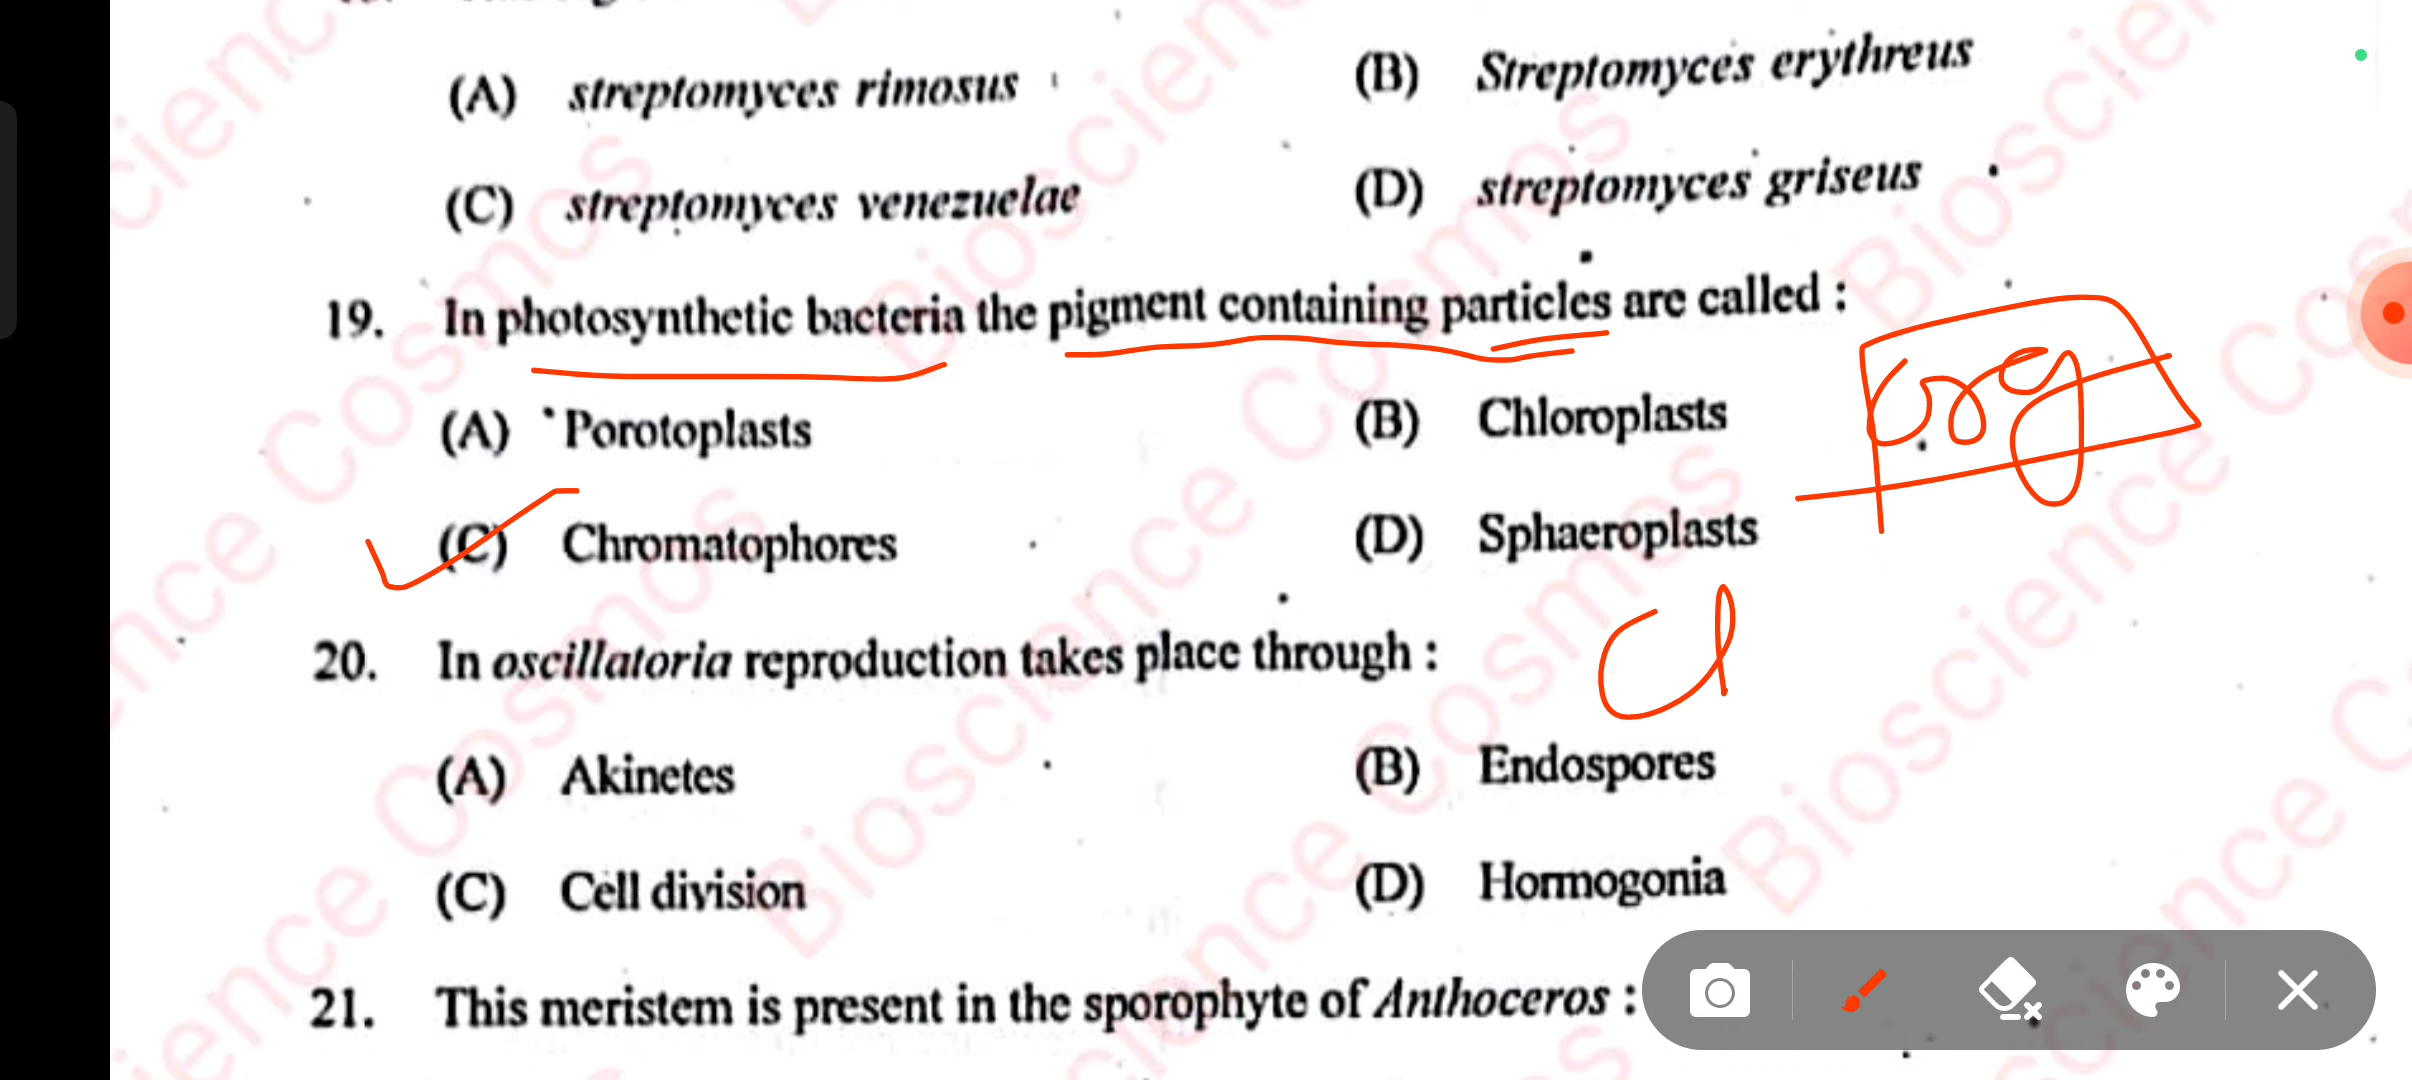 (A) streptomyces rimosus (B) Streptomyces erythreus
(C) streptomyces venezuelae (D) streptomyces griseus
19. In photosynthetic bacteria the pigment containing particles are called :
(A) Porotoplasts (B) Chloroplasts
(C) Chromatophores (D) Sphaeroplasts
20. In oscillatoria reproduction takes place through :
(A) Akinetes (B) Endospores
(C) Cell division (D) Hormogonia
21. This meristem is present in the sporophyte of Anthoceros :
Bioscience Cosmos